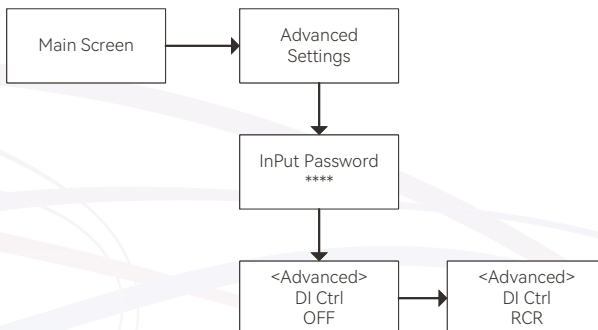 Main Screen
Advanced
Settings
InPut Password
****
<Advanced>
DI Ctrl
OFF
<Advanced>
DI Ctrl
RCR